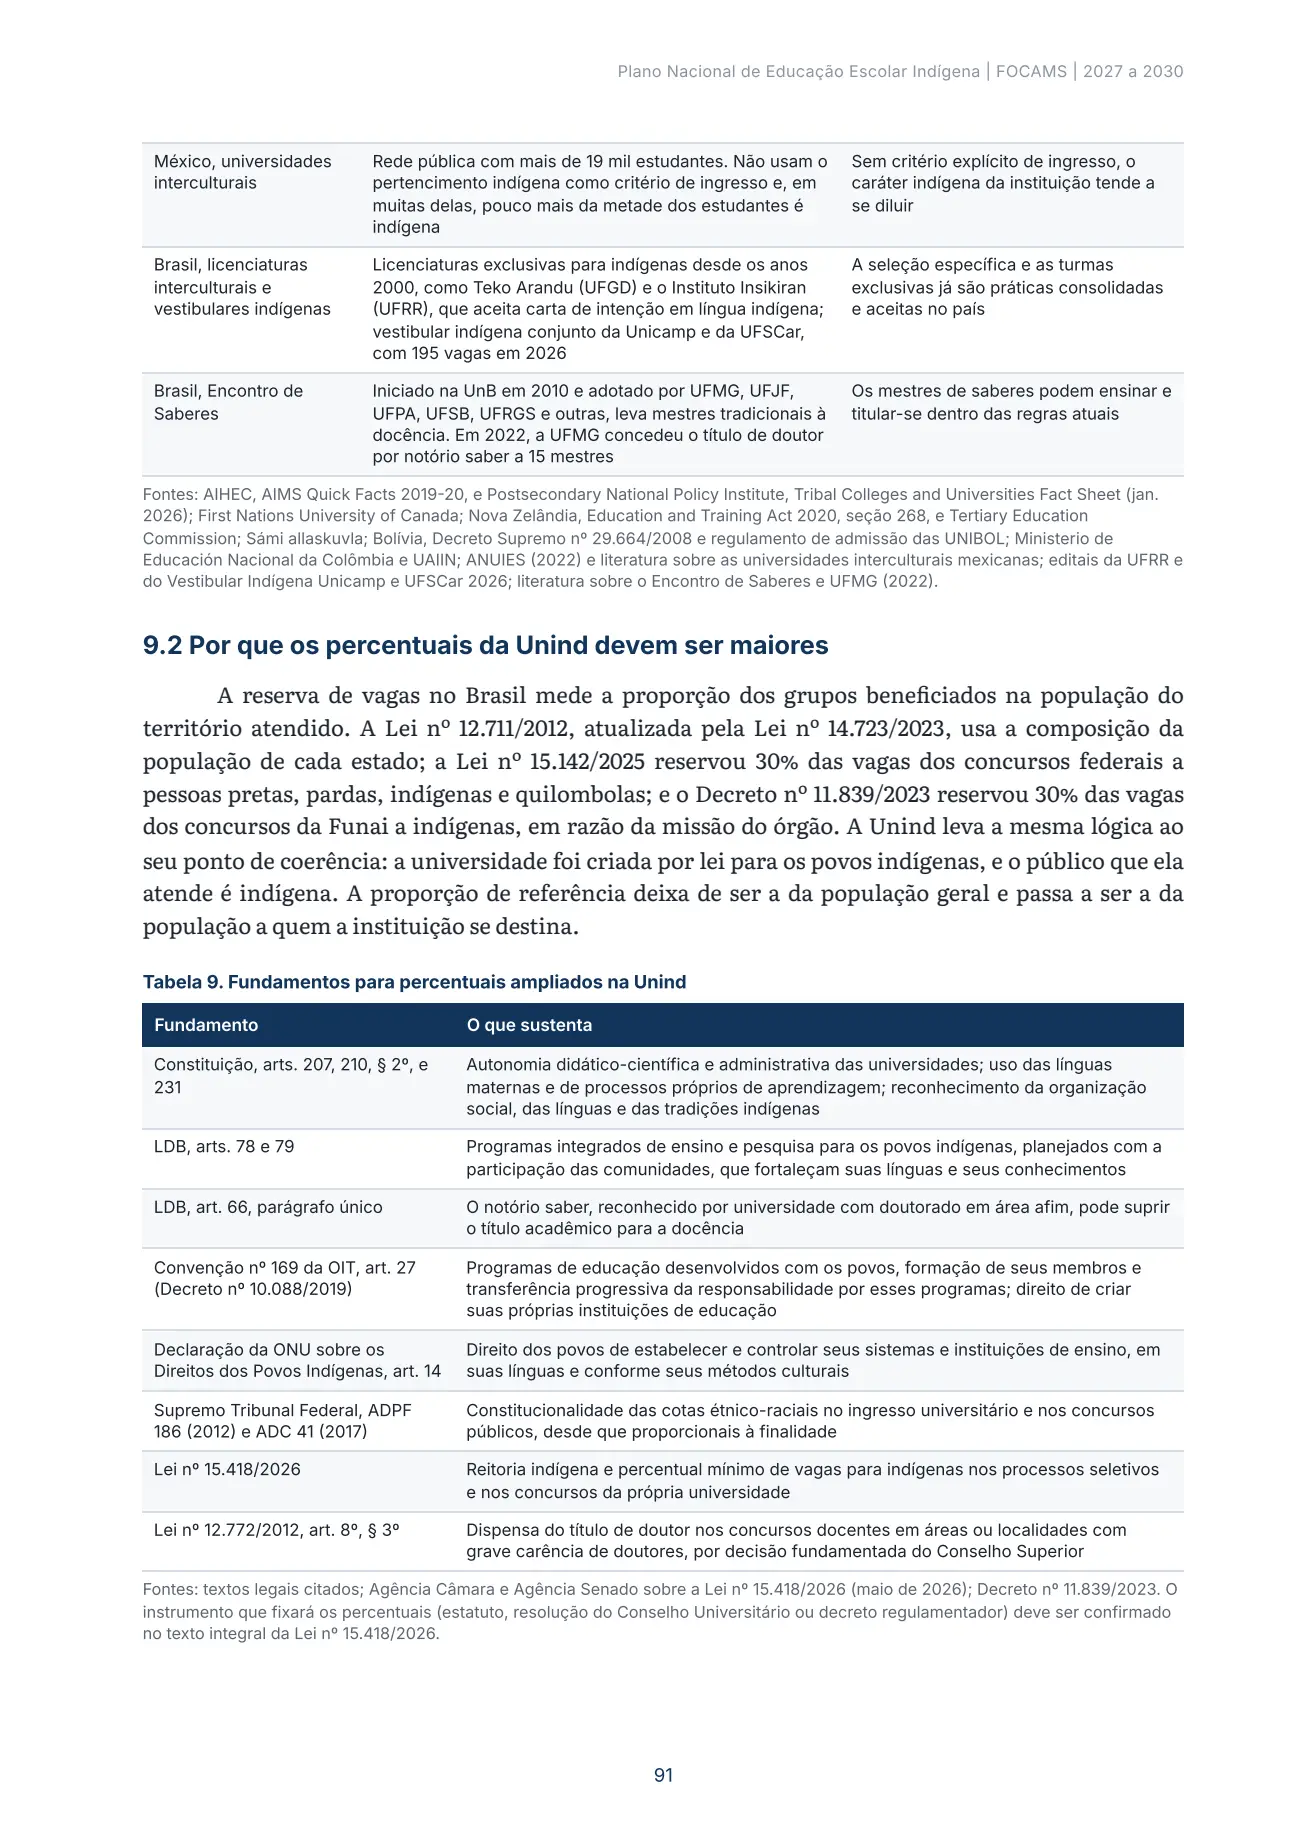 Plano Nacional de Educação Escolar Indígena | FOCAMS | 2027 a 2030
México, universidades
interculturais
Rede pública com mais de 19 mil estudantes. Não usam o
pertencimento indígena como critério de ingresso e, em
muitas delas, pouco mais da metade dos estudantes é
indígena
Sem critério explícito de ingresso, o
caráter indígena da instituição tende a
se diluir
Brasil, licenciaturas
interculturais e
vestibulares indígenas
Licenciaturas exclusivas para indígenas desde os anos
2000, como Teko Arandu (UFGD) e o Instituto Insikiran
(UFRR), que aceita carta de intenção em língua indígena;
vestibular indígena conjunto da Unicamp e da UFSCar,
com 195 vagas em 2026
A seleção específica e as turmas
exclusivas já são práticas consolidadas
e aceitas no país
Brasil, Encontro de
Saberes
Iniciado na UnB em 2010 e adotado por UFMG, UFJF,
UFPA, UFSB, UFRGS e outras, leva mestres tradicionais à
docência. Em 2022, a UFMG concedeu o título de doutor
por notório saber a 15 mestres
Os mestres de saberes podem ensinar e
titular-se dentro das regras atuais
Fontes: AIHEC, AIMS Quick Facts 2019-20, e Postsecondary National Policy Institute, Tribal Colleges and Universities Fact Sheet (jan.
2026); First Nations University of Canada; Nova Zelândia, Education and Training Act 2020, seção 268, e Tertiary Education
Commission; Sámi allaskuvla; Bolívia, Decreto Supremo nº 29.664/2008 e regulamento de admissão das UNIBOL; Ministerio de
Educación Nacional da Colômbia e UAIIN; ANUIES (2022) e literatura sobre as universidades interculturais mexicanas; editais da UFRR e
do Vestibular Indígena Unicamp e UFSCar 2026; literatura sobre o Encontro de Saberes e UFMG (2022).
9.2 Por que os percentuais da Unind devem ser maiores
A reserva de vagas no Brasil mede a proporção dos grupos beneficiados na população do
território atendido. A Lei nº 12.711/2012, atualizada pela Lei nº 14.723/2023, usa a composição da
população de cada estado; a Lei nº 15.142/2025 reservou 30% das vagas dos concursos federais a
pessoas pretas, pardas, indígenas e quilombolas; e o Decreto nº 11.839/2023 reservou 30% das vagas
dos concursos da Funai a indígenas, em razão da missão do órgão. A Unind leva a mesma lógica ao
seu ponto de coerência: a universidade foi criada por lei para os povos indígenas, e o público que ela
atende é indígena. A proporção de referência deixa de ser a da população geral e passa a ser a da
população a quem a instituição se destina.
Tabela 9. Fundamentos para percentuais ampliados na Unind
Fundamento
O que sustenta
Constituição, arts. 207, 210, § 2º, e
231
Autonomia didático-científica e administrativa das universidades; uso das línguas
maternas e de processos próprios de aprendizagem; reconhecimento da organização
social, das línguas e das tradições indígenas
LDB, arts. 78 e 79
Programas integrados de ensino e pesquisa para os povos indígenas, planejados com a
participação das comunidades, que fortaleçam suas línguas e seus conhecimentos
LDB, art. 66, parágrafo único
O notório saber, reconhecido por universidade com doutorado em área afim, pode suprir
o título acadêmico para a docência
Convenção nº 169 da OIT, art. 27
(Decreto nº 10.088/2019)
Programas de educação desenvolvidos com os povos, formação de seus membros e
transferência progressiva da responsabilidade por esses programas; direito de criar
suas próprias instituições de educação
Declaração da ONU sobre os
Direitos dos Povos Indígenas, art. 14
Direito dos povos de estabelecer e controlar seus sistemas e instituições de ensino, em
suas línguas e conforme seus métodos culturais
Supremo Tribunal Federal, ADPF
186 (2012) e ADC 41 (2017)
Constitucionalidade das cotas étnico-raciais no ingresso universitário e nos concursos
públicos, desde que proporcionais à finalidade
Lei nº 15.418/2026
Reitoria indígena e percentual mínimo de vagas para indígenas nos processos seletivos
e nos concursos da própria universidade
Lei nº 12.772/2012, art. 8º, § 3º
Dispensa do título de doutor nos concursos docentes em áreas ou localidades com
grave carência de doutores, por decisão fundamentada do Conselho Superior
Fontes: textos legais citados; Agência Câmara e Agência Senado sobre a Lei nº 15.418/2026 (maio de 2026); Decreto nº 11.839/2023. O
instrumento que fixará os percentuais (estatuto, resolução do Conselho Universitário ou decreto regulamentador) deve ser confirmado
no texto integral da Lei nº 15.418/2026.
91